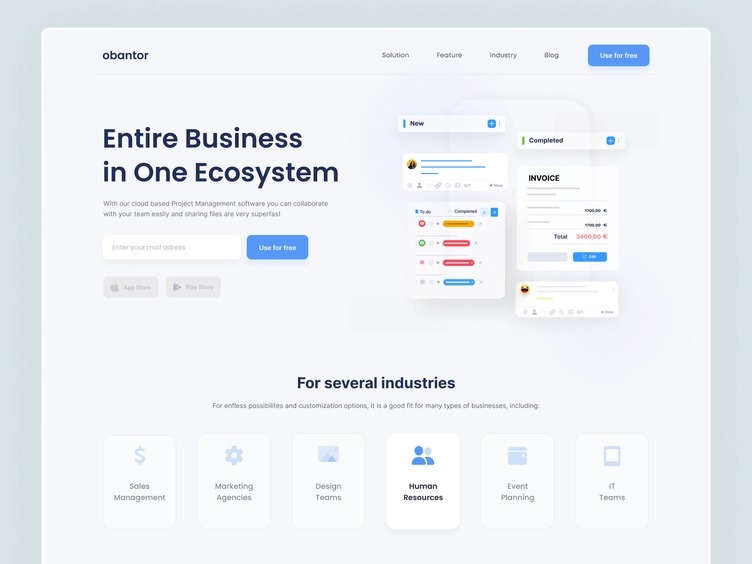 obantor
Solution Feature Industry Blog Use for free
Entire Business
in One Ecosystem
With our cloud based Project Management software you can collaborate
with your team easily and sharing files are very superfast
Enter your mail adress Use for free
App Store Play Store
New
Completed
INVOICE
1700,00 €
1700,00 €
Total 3400,00 €
Edit
New
To do Completed
New
For several industries
For enfless possibilites and customization options, it is a good fit for many types of businesses, including:
Sales
Management
Marketing
Agencies
Design
Teams
Human
Resources
Event
Planning
IT
Teams